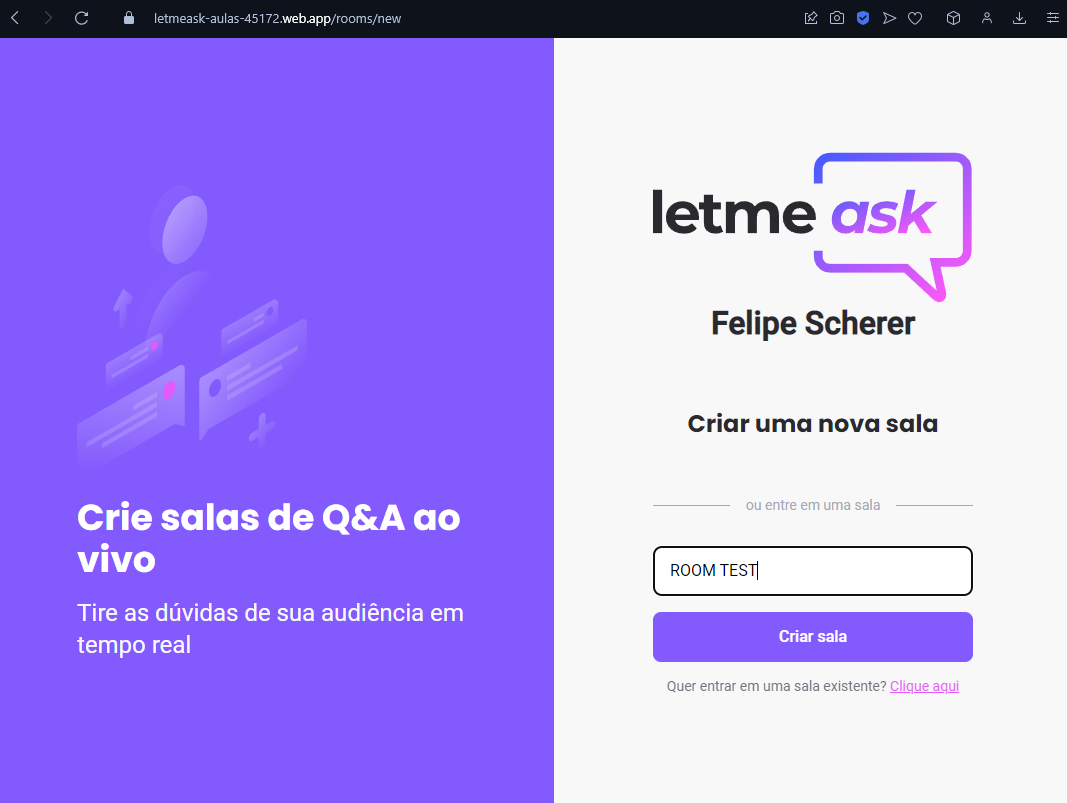 letmeask-aulas-45172.web.app/rooms/new
Crie salas de Q&A ao
vivo
Tire as dúvidas de sua audiência em
tempo real
letme ask
Felipe Scherer
Criar uma nova sala
ou entre em uma sala
ROOM TEST
Criar sala
Quer entrar em uma sala existente? Clique aqui